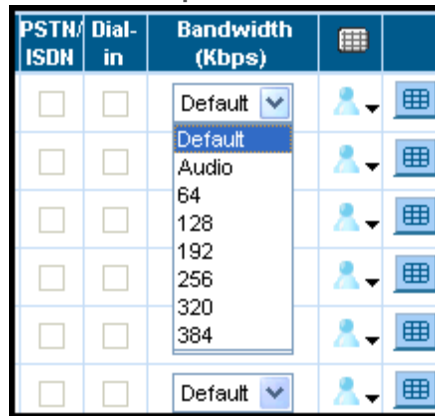 PSTN/ Dial- Bandwidth
ISDN in (Kbps)
Default
Default
Audio
64
128
192
256
320
384
Default